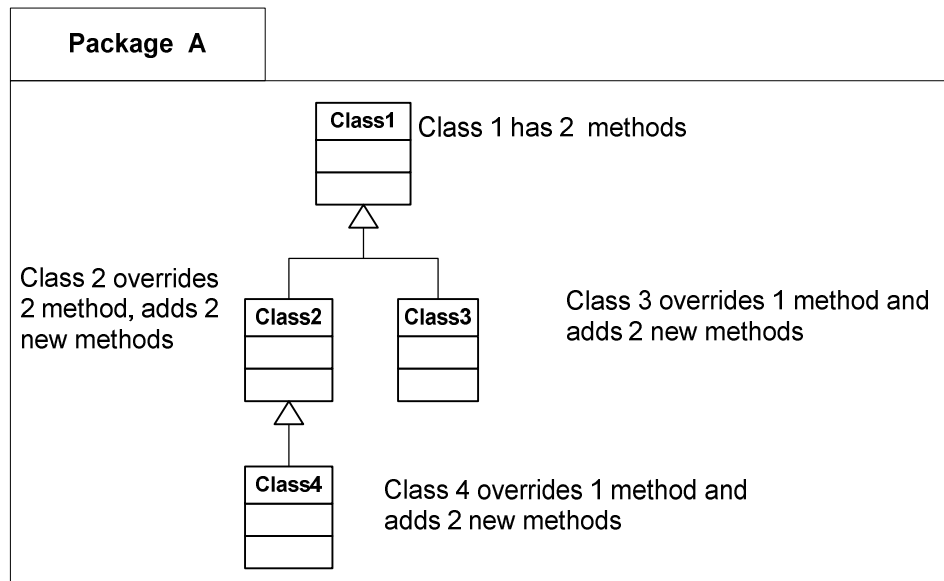 Package A
Class1
Class 1 has 2 methods
Class 2 overrides
2 method, adds 2
new methods
Class2
Class3
Class 3 overrides 1 method and
adds 2 new methods
Class4
Class 4 overrides 1 method and
adds 2 new methods